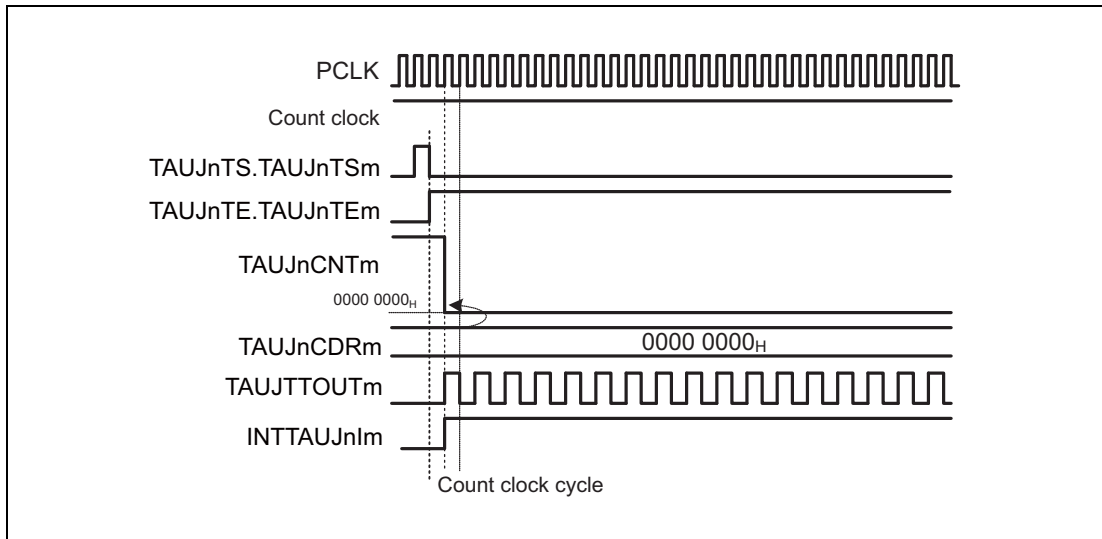 PCLK
Count clock
TAUJnTS.TAUJnTSm
TAUJnTE.TAUJnTEm
TAUJnCNTm
0000 0000H
TAUJnCDRm
0000 0000H
TAUJTTOUTm
INTTAUJnIm
Count clock cycle